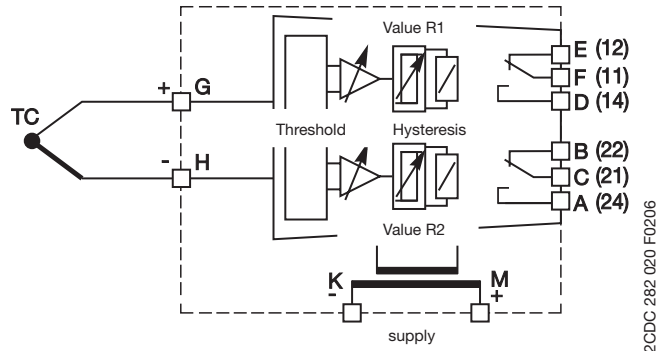 Value R1
E (12)
F (11)
D (14)
+ G
TC
Threshold
Hysteresis
- H
B (22)
C (21)
A (24)
Value R2
K
-
M
+
supply
2CDC 282 020 F0206